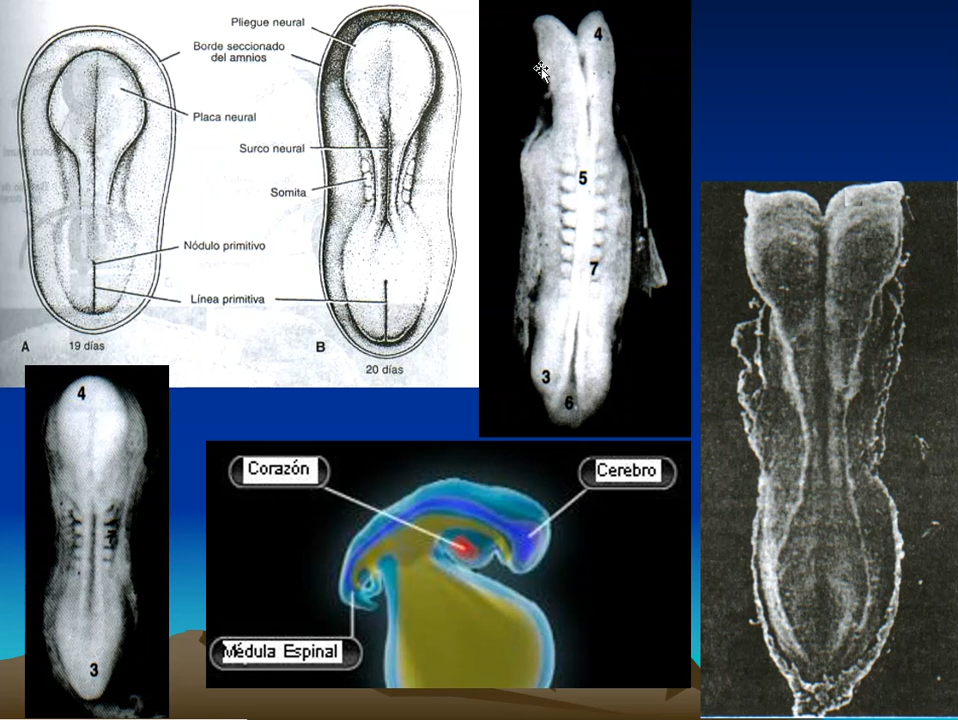 Pliegue neural
Borde seccionado
del amnios
Placa neural
Surco neural
Somita
Nódulo primitivo
Línea primitiva
A
19 días
B
20 días
4
5
7
3
6
4
3
Corazón
Cerebro
Médula Espinal